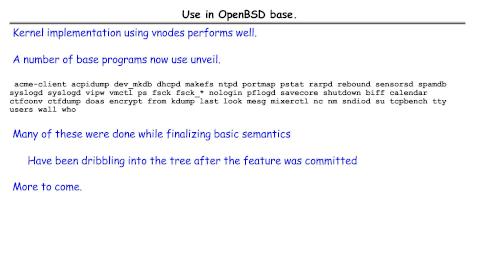 Use in OpenBSD base.
Kernel implementation using vnodes performs well.
A number of base programs now use unveil.
acme-client acpidump dev_mkdb dhcpd makefs ntpd portmap pstat rarpd rebound sensorsd spamdb
syslogd syslogd vipw vmctl ps fsck fsck_* nologin pflogd savecore shutdown biff calendar
ctfconv ctfdump doas encrypt from kdump last look mesg mixerctl nc nm sndiod su tcpbench tty
users wall who
Many of these were done while finalizing basic semantics
Have been dribbling into the tree after the feature was committed
More to come.